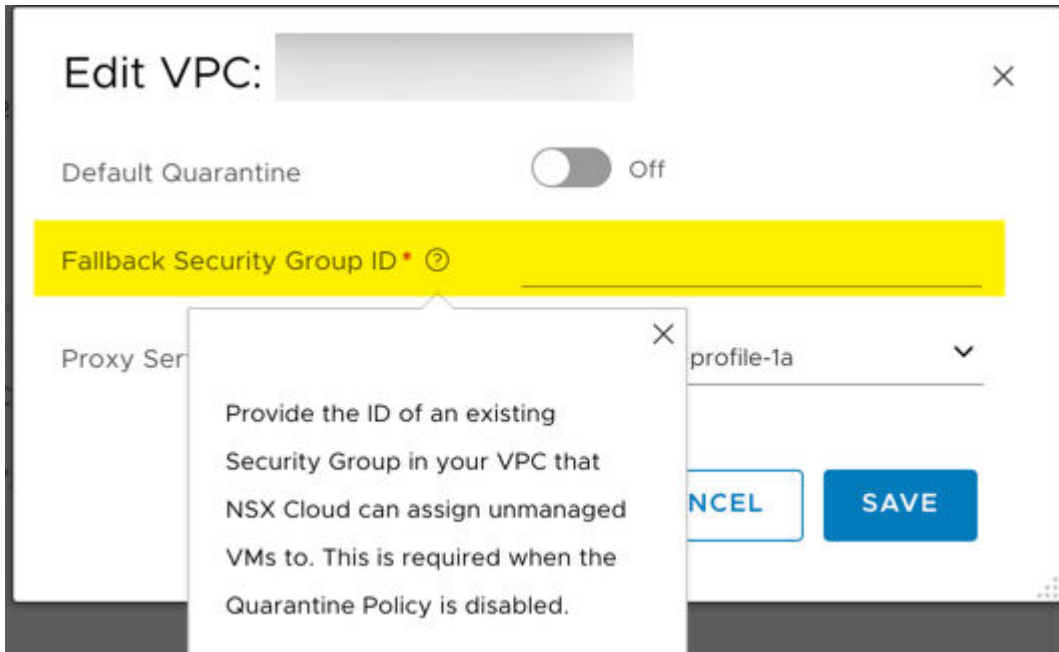 Edit VPC:
Default Quarantine
Off
Fallback Security Group ID*
Proxy Ser
profile-1a
Provide the ID of an existing
Security Group in your VPC that
NSX Cloud can assign unmanaged
VMs to. This is required when the
Quarantine Policy is disabled.
NCEL
SAVE